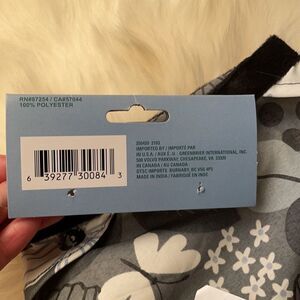 RN#97254 / CA#57044
100% POLYESTER
IMPORTED BY / IMPORTÉ PAR
IN U.S.A. / AUX É.-U. : GREENBRIER INTERNATIONAL, INC.
500 VOLVO PARKWAY, CHESAPEAKE, VA 23320
IN CANADA / AU CANADA
DTSC IMPORTS BURNABY, BC V5G 4P5
MADE IN INDIA / FABRIQUÉ EN INDE
6 39277 30084 3